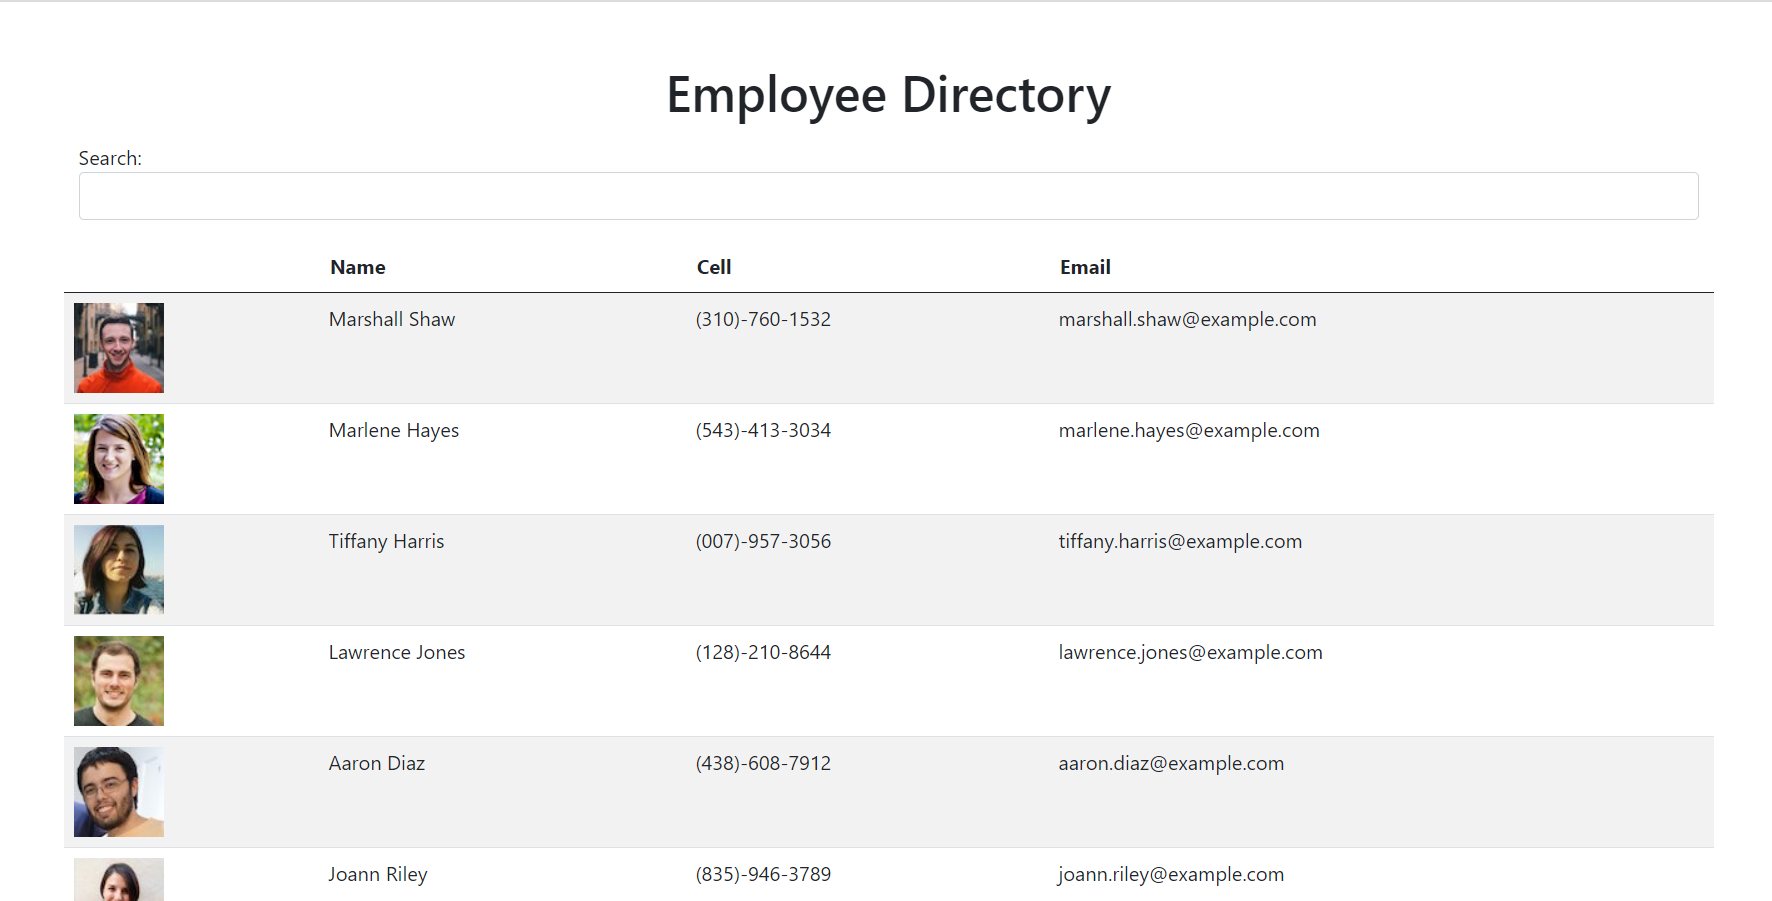 Employee Directory
Search:
Name Cell Email
Marshall Shaw (310)-760-1532 marshall.shaw@example.com
Marlene Hayes (543)-413-3034 marlene.hayes@example.com
Tiffany Harris (007)-957-3056 tiffany.harris@example.com
Lawrence Jones (128)-210-8644 lawrence.jones@example.com
Aaron Diaz (438)-608-7912 aaron.diaz@example.com
Joann Riley (835)-946-3789 joann.riley@example.com